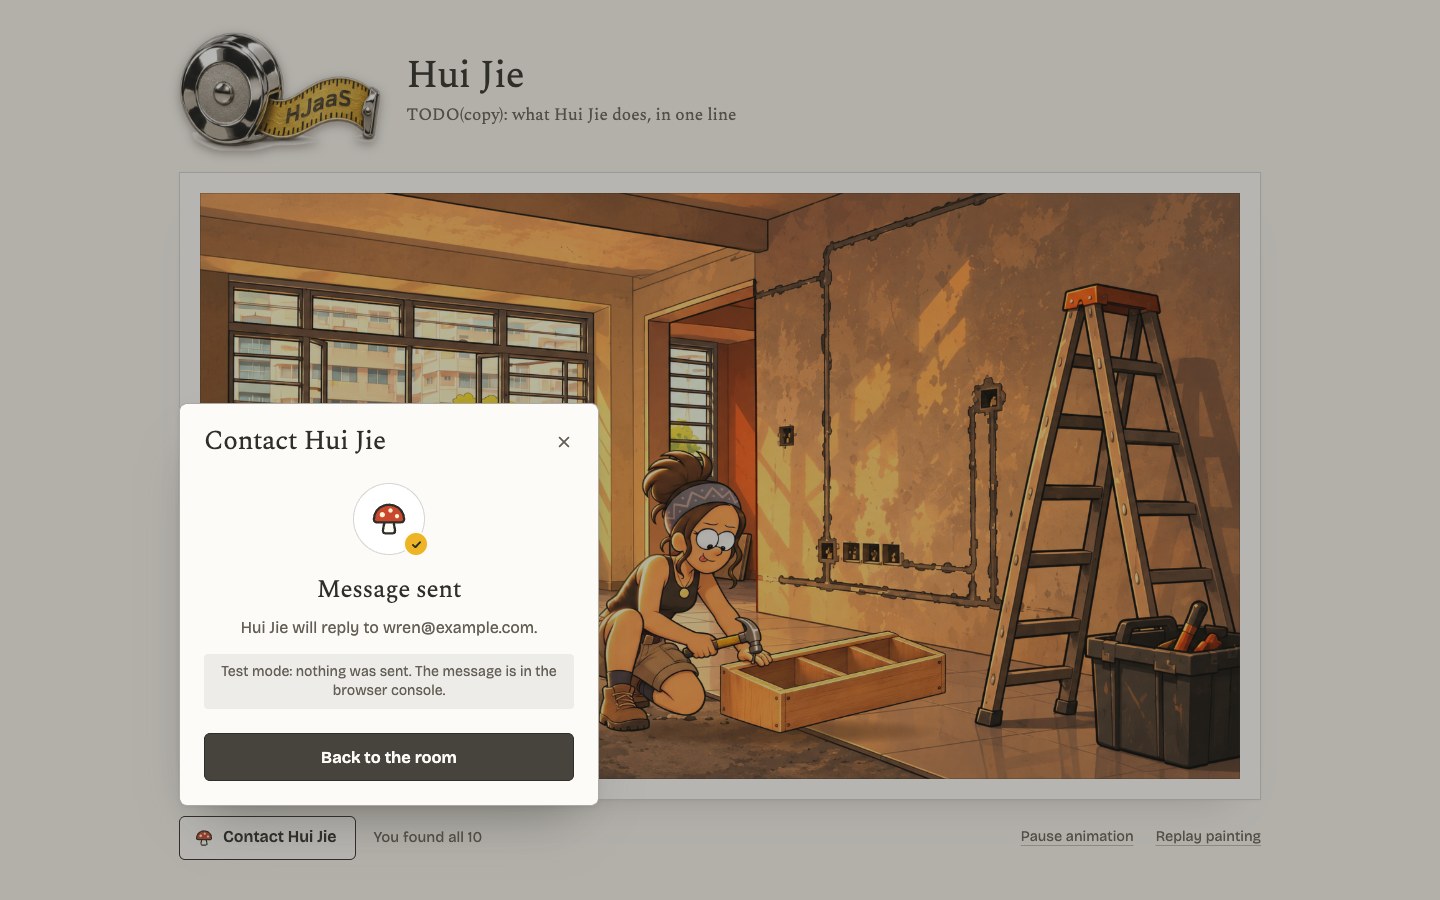 HJaaS
Hui Jie
TODO(copy): what Hui Jie does, in one line
Contact Hui Jie
Message sent
Hui Jie will reply to wren@example.com.
Test mode: nothing was sent. The message is in the
browser console.
Back to the room
Contact Hui Jie
You found all 10
Pause animation
Replay painting